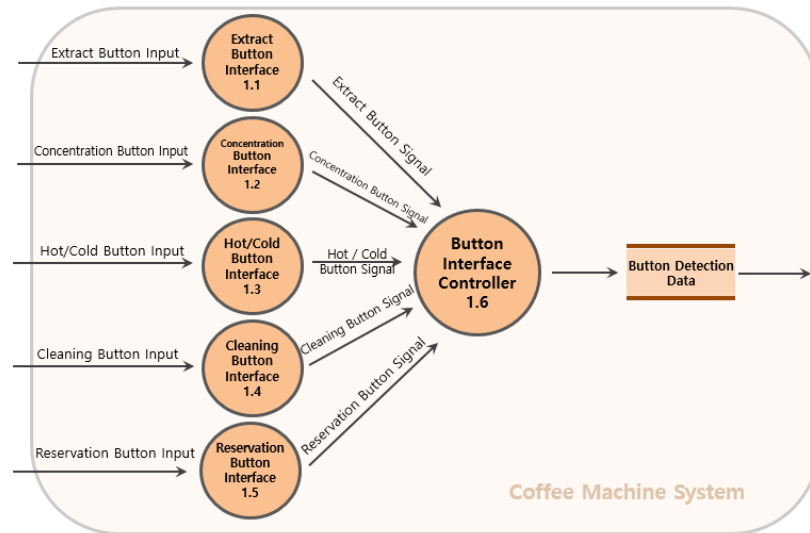 Extract Button Input
Extract
Button
Interface
1.1
Extract Button Signal
Concentration Button Input
Concentration
Button
Interface
1.2
Concentration Button Signal
Hot/Cold Button Input
Hot/Cold
Button
Interface
1.3
Hot / Cold
Button Signal
Button
Interface
Controller
1.6
Button Detection
Data
Cleaning Button Input
Cleaning
Button
Interface
1.4
Cleaning Button Signal
Reservation Button Input
Reservation
Button
Interface
1.5
Reservation Button Signal
Coffee Machine System